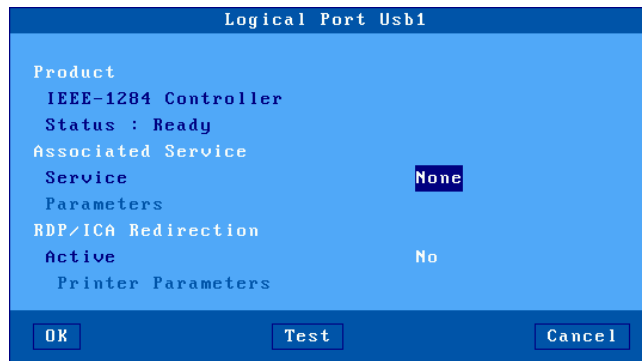 Logical Port Usb1
Product
IEEE-1284 Controller
Status : Ready
Associated Service
Service None
Parameters
RDP/ICA Redirection
Active No
Printer Parameters
OK Test Cancel